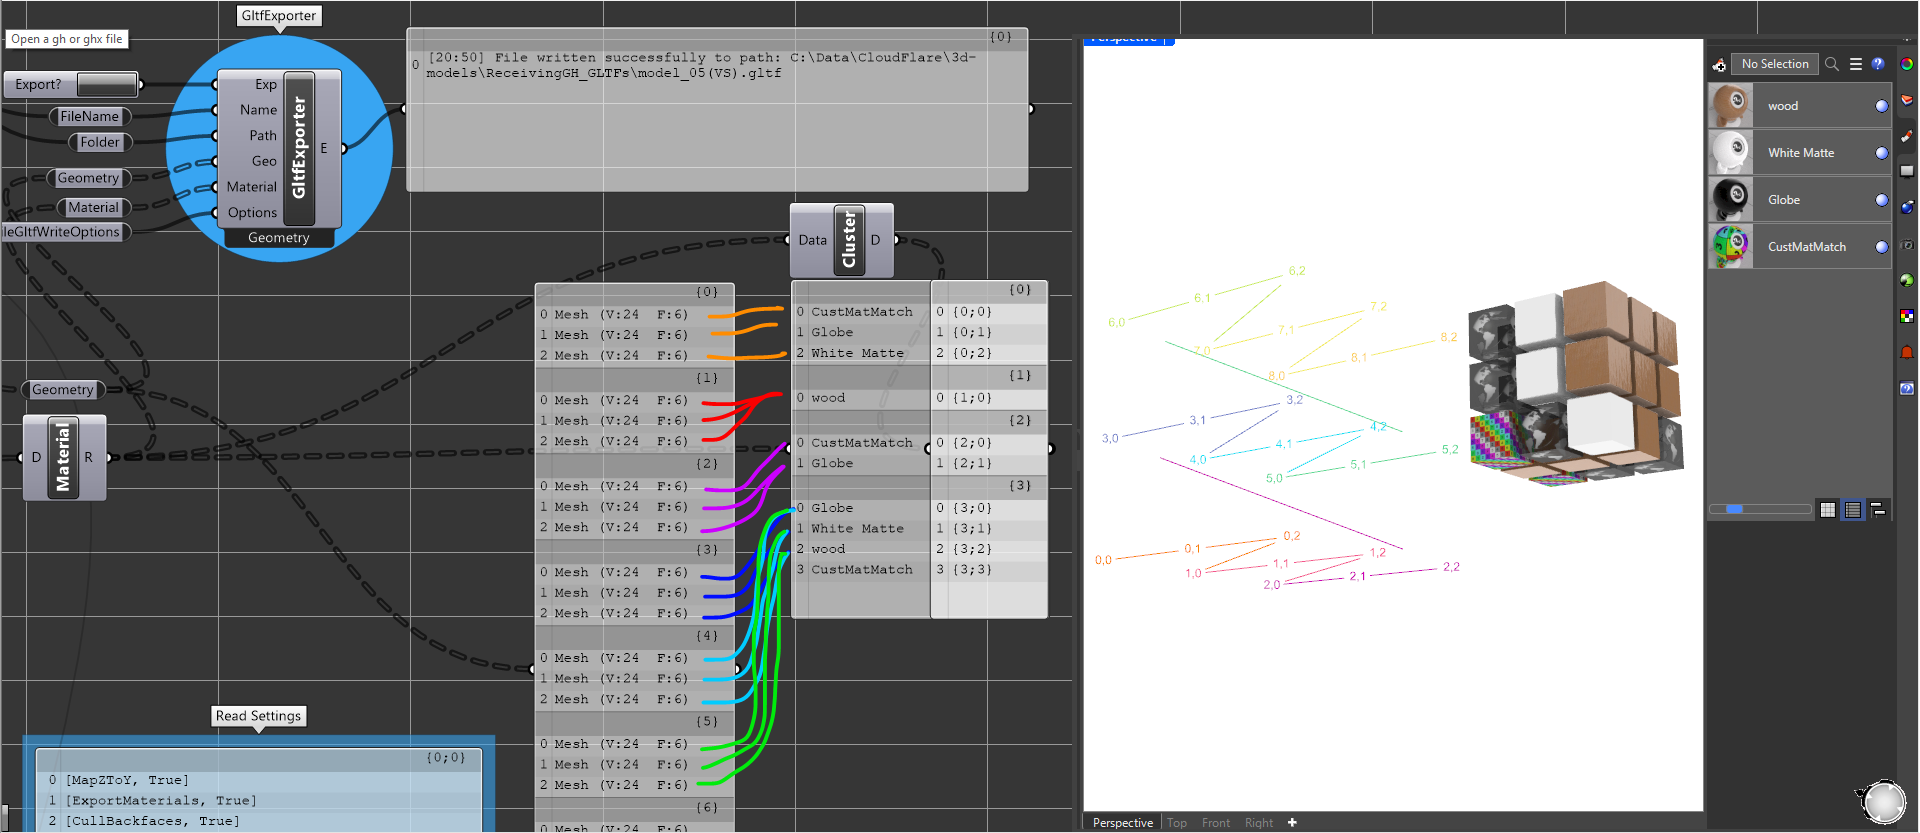 GltfExporter
Open a gh or ghx file
Export?
FileName
Folder
Geometry
Material
ileGltfWriteOptions
Exp
Name
Path
Geo
Material
Options
GltfExporter
E
Geometry
{0}
0 [20:50] File written successfully to path: C:\Data\CloudFlare\3d-
models\ReceivingGH_GLTFs\model_05(VS).gltf
Data
Cluster
D
Geometry
D
Material
R
{0}
0 Mesh (V:24 F:6)
1 Mesh (V:24 F:6)
2 Mesh (V:24 F:6)
{1}
0 Mesh (V:24 F:6)
1 Mesh (V:24 F:6)
2 Mesh (V:24 F:6)
{2}
0 Mesh (V:24 F:6)
1 Mesh (V:24 F:6)
2 Mesh (V:24 F:6)
{3}
0 Mesh (V:24 F:6)
1 Mesh (V:24 F:6)
2 Mesh (V:24 F:6)
{4}
0 Mesh (V:24 F:6)
1 Mesh (V:24 F:6)
2 Mesh (V:24 F:6)
{5}
0 Mesh (V:24 F:6)
1 Mesh (V:24 F:6)
2 Mesh (V:24 F:6)
{6}
0 Mesh (V:24 F:6)
0 CustMatMatch
1 Globe
2 White Matte
0 wood
0 CustMatMatch
1 Globe
0 Globe
1 White Matte
2 wood
3 CustMatMatch
{0}
0 {0;0}
1 {0;1}
2 {0;2}
{1}
0 {1;0}
{2}
0 {2;0}
1 {2;1}
{3}
0 {3;0}
1 {3;1}
2 {3;2}
3 {3;3}
Read Settings
{0;0}
0 [MapZToY, True]
1 [ExportMaterials, True]
2 [CullBackfaces, True]
Perspective
6,0
6,1
6,2
7,0
7,1
7,2
8,0
8,1
8,2
3,0
3,1
3,2
4,0
4,1
4,2
5,0
5,1
5,2
0,0
0,1
0,2
1,0
1,1
1,2
2,0
2,1
2,2
Perspective
Top
Front
Right
No Selection
wood
White Matte
Globe
CustMatMatch